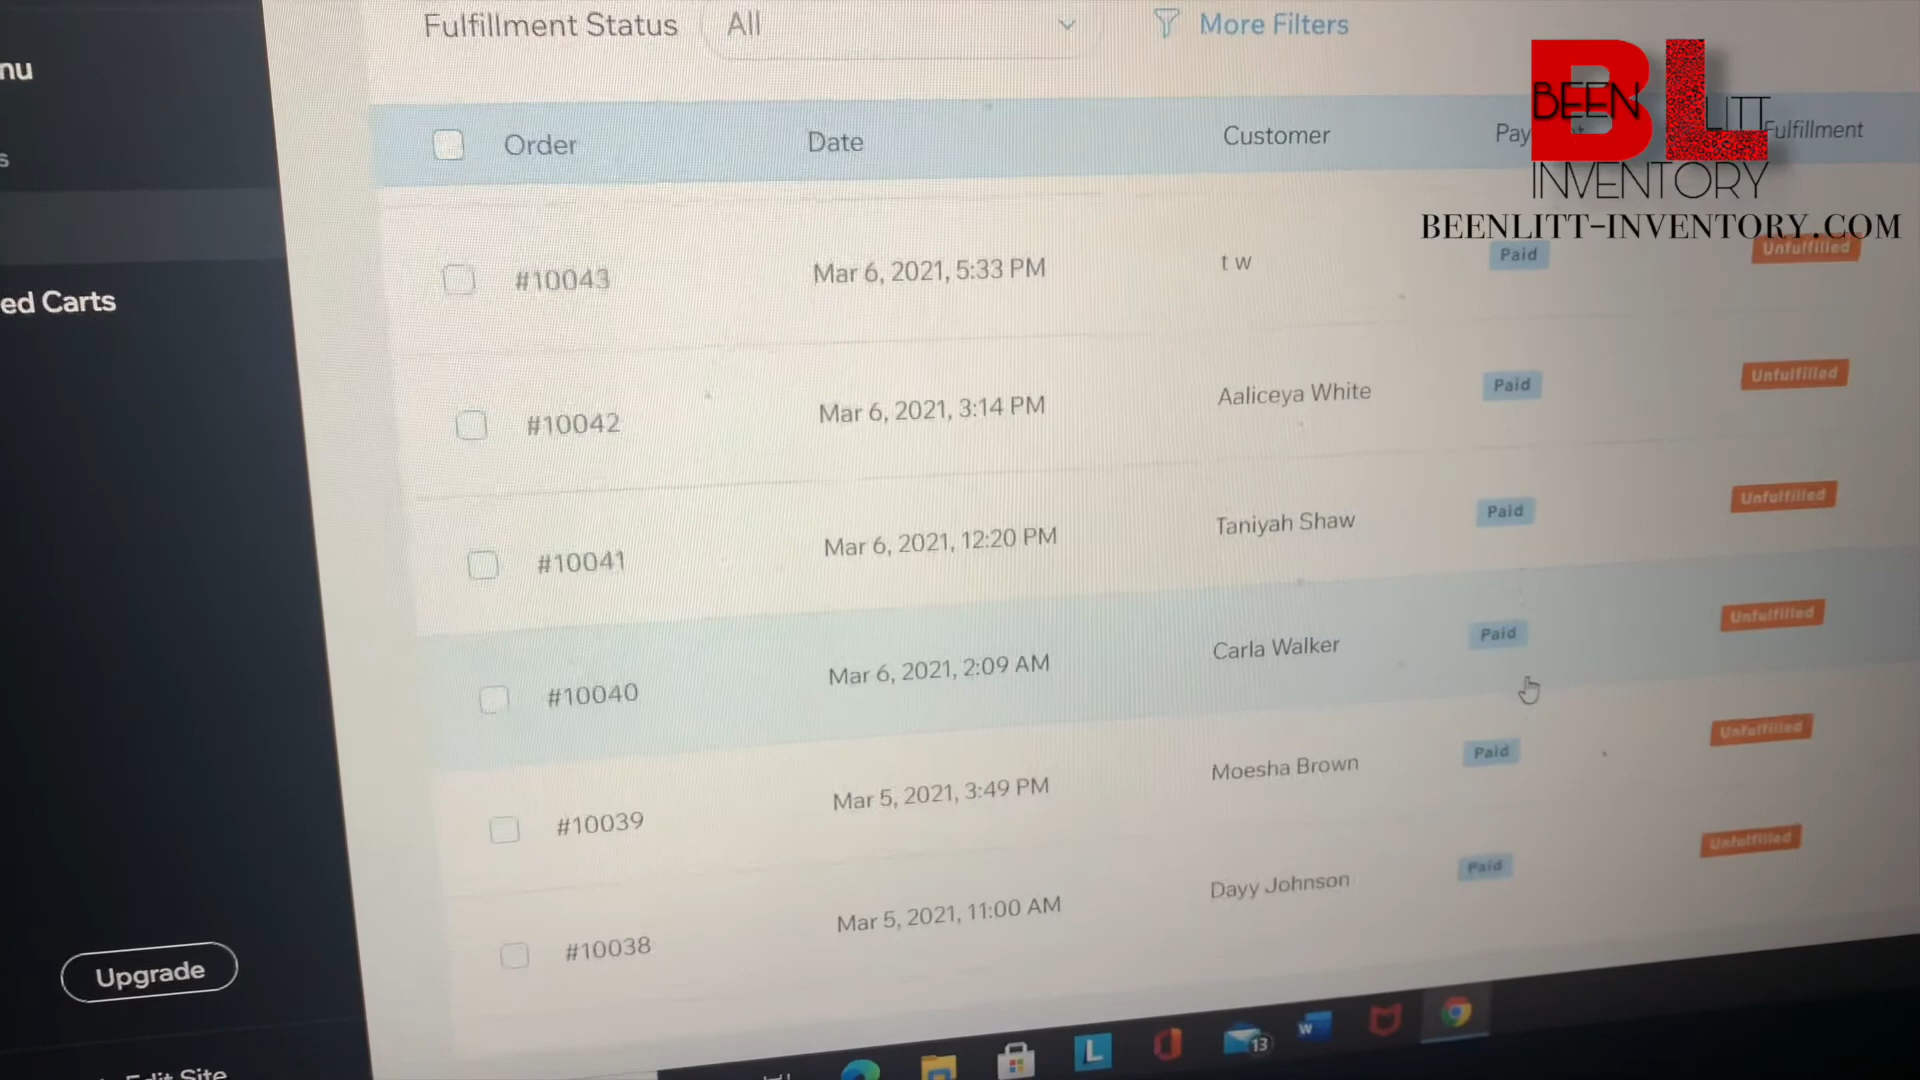 Fulfillment Status All More Filters
nu
s
ed Carts
Upgrade
BEEN LITT
INVENTORY
BEENLITT-INVENTORY.COM
Order Date Customer Fulfillment
#10043 Mar 6, 2021, 5:33 PM t w Paid Unfulfilled
#10042 Mar 6, 2021, 3:14 PM Aaliceya White Paid Unfulfilled
#10041 Mar 6, 2021, 12:20 PM Taniyah Shaw Paid Unfulfilled
#10040 Mar 6, 2021, 2:09 AM Carla Walker Paid Unfulfilled
#10039 Mar 5, 2021, 3:49 PM Moesha Brown Paid Unfulfilled
#10038 Mar 5, 2021, 11:00 AM Dayy Johnson Paid Unfulfilled
Edit Site
L
13
W